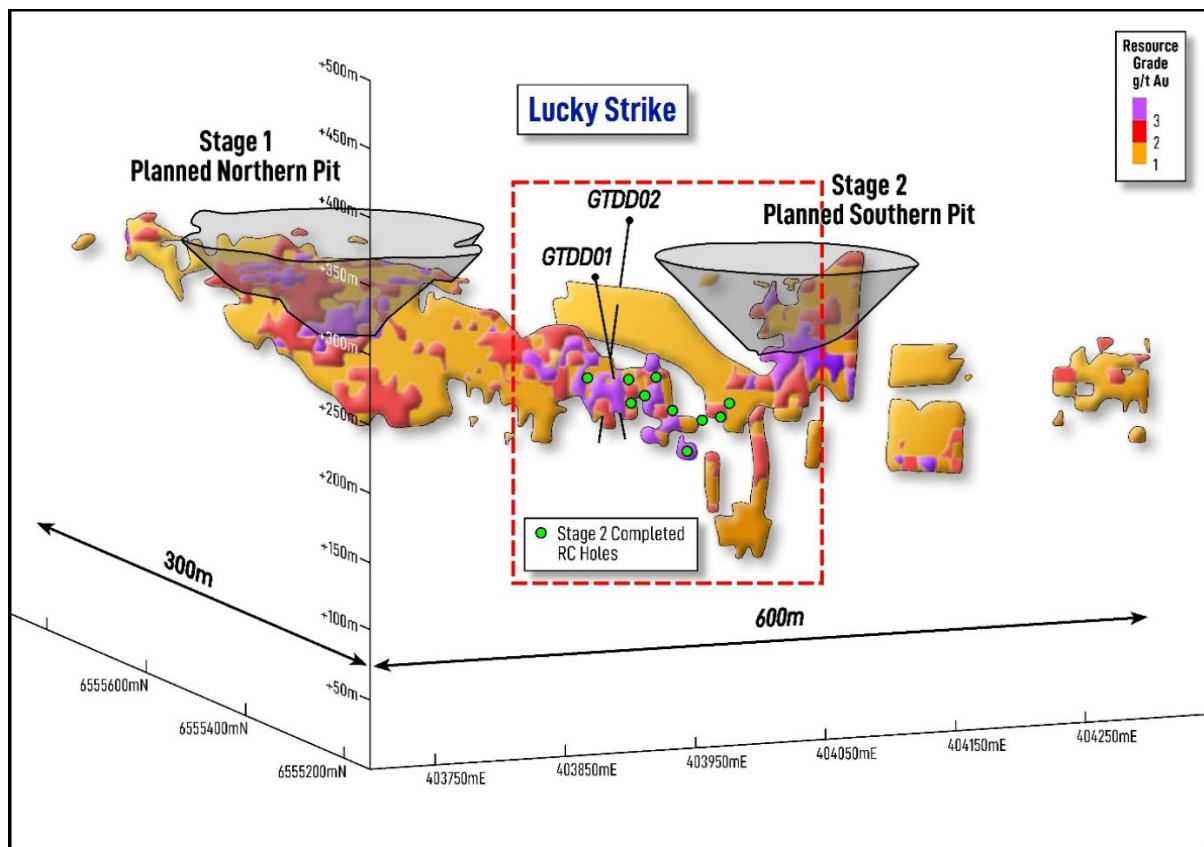 Lucky Strike
Resource
Grade
g/t Au
3
2
1
Stage 1
Planned Northern Pit
Stage 2
Planned Southern Pit
GTDD02
GTDD01
+500m
+450m
+400m
+350m
+300m
+250m
+200m
+150m
+100m
+50m
Stage 2 Completed
RC Holes
300m
600m
6555600mN
6555400mN
6555200mN
403750mE
403850mE
403950mE
404050mE
404150mE
404250mE